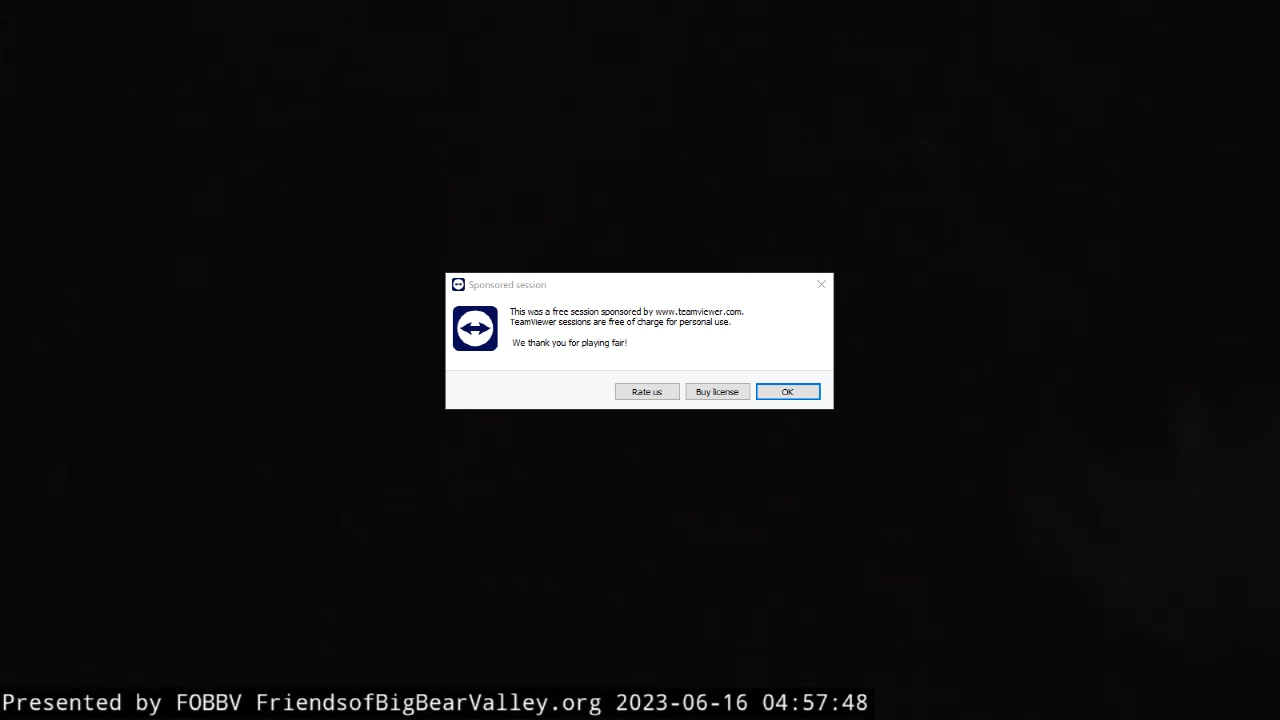 Sponsored session
This was a free session sponsored by www.teamviewer.com.
TeamViewer sessions are free of charge for personal use.
We thank you for playing fair!
Rate us Buy license OK
Presented by FOBBV FriendsofBigBearValley.org 2023-06-16 04:57:48